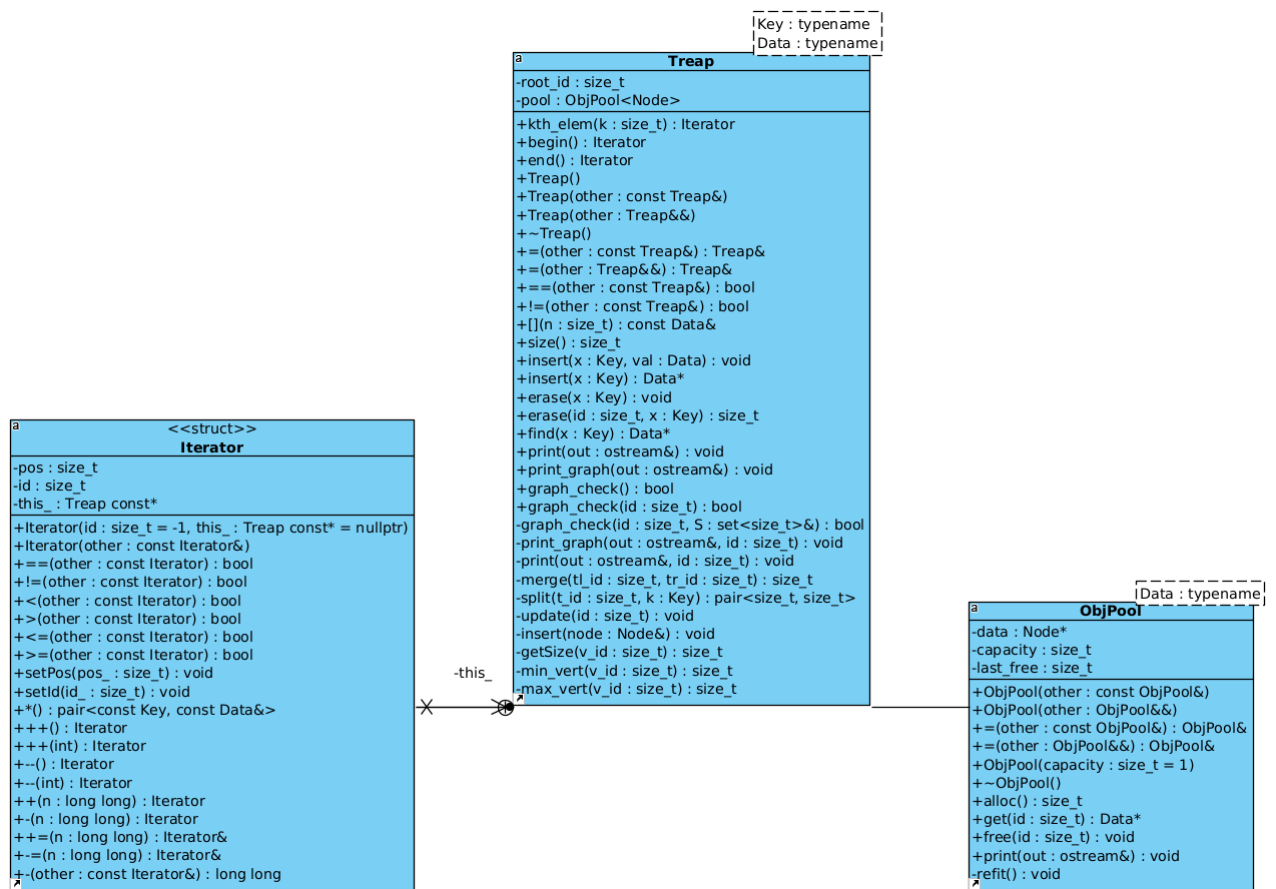 Key : typename
Data : typename
a
Treap
-root_id : size_t
-pool : ObjPool<Node>
+kth_elem(k : size_t) : Iterator
+begin() : Iterator
+end() : Iterator
+Treap()
+Treap(other : const Treap&)
+Treap(other : Treap&&)
+~Treap()
+=(other : const Treap&) : Treap&
+=(other : Treap&&) : Treap&
+==(other : const Treap&) : bool
+!=(other : const Treap&) : bool
+[](n : size_t) : const Data&
+size() : size_t
+insert(x : Key, val : Data) : void
+insert(x : Key) : Data*
+erase(x : Key) : void
+erase(id : size_t, x : Key) : size_t
+find(x : Key) : Data*
+print(out : ostream&) : void
+print_graph(out : ostream&) : void
+graph_check() : bool
+graph_check(id : size_t) : bool
-graph_check(id : size_t, S : set<size_t>&) : bool
-print_graph(out : ostream&, id : size_t) : void
-print(out : ostream&, id : size_t) : void
-merge(tl_id : size_t, tr_id : size_t) : size_t
-split(t_id : size_t, k : Key) : pair<size_t, size_t>
-update(id : size_t) : void
-insert(node : Node&) : void
-getSize(v_id : size_t) : size_t
-min_vert(v_id : size_t) : size_t
-max_vert(v_id : size_t) : size_t
a
<<struct>>
Iterator
-pos : size_t
-id : size_t
-this_ : Treap const*
+Iterator(id : size_t = -1, this_ : Treap const* = nullptr)
+Iterator(other : const Iterator&)
+==(other : const Iterator) : bool
+!=(other : const Iterator) : bool
+<(other : const Iterator) : bool
+>(other : const Iterator) : bool
+<=(other : const Iterator) : bool
+>=(other : const Iterator) : bool
+setPos(pos_ : size_t) : void
+setId(id_ : size_t) : void
+*() : pair<const Key, const Data&>
+++() : Iterator
+++(int) : Iterator
+--() : Iterator
+--(int) : Iterator
++(n : long long) : Iterator
+-(n : long long) : Iterator
++=(n : long long) : Iterator&
+-=(n : long long) : Iterator&
+-(other : const Iterator&) : long long
-this_
Data : typename
a
ObjPool
-data : Node*
-capacity : size_t
-last_free : size_t
+ObjPool(other : const ObjPool&)
+ObjPool(other : ObjPool&&)
+=(other : const ObjPool&) : ObjPool&
+=(other : ObjPool&&) : ObjPool&
+ObjPool(capacity : size_t = 1)
+~ObjPool()
+alloc() : size_t
+get(id : size_t) : Data*
+free(id : size_t) : void
+print(out : ostream&) : void
-refit() : void